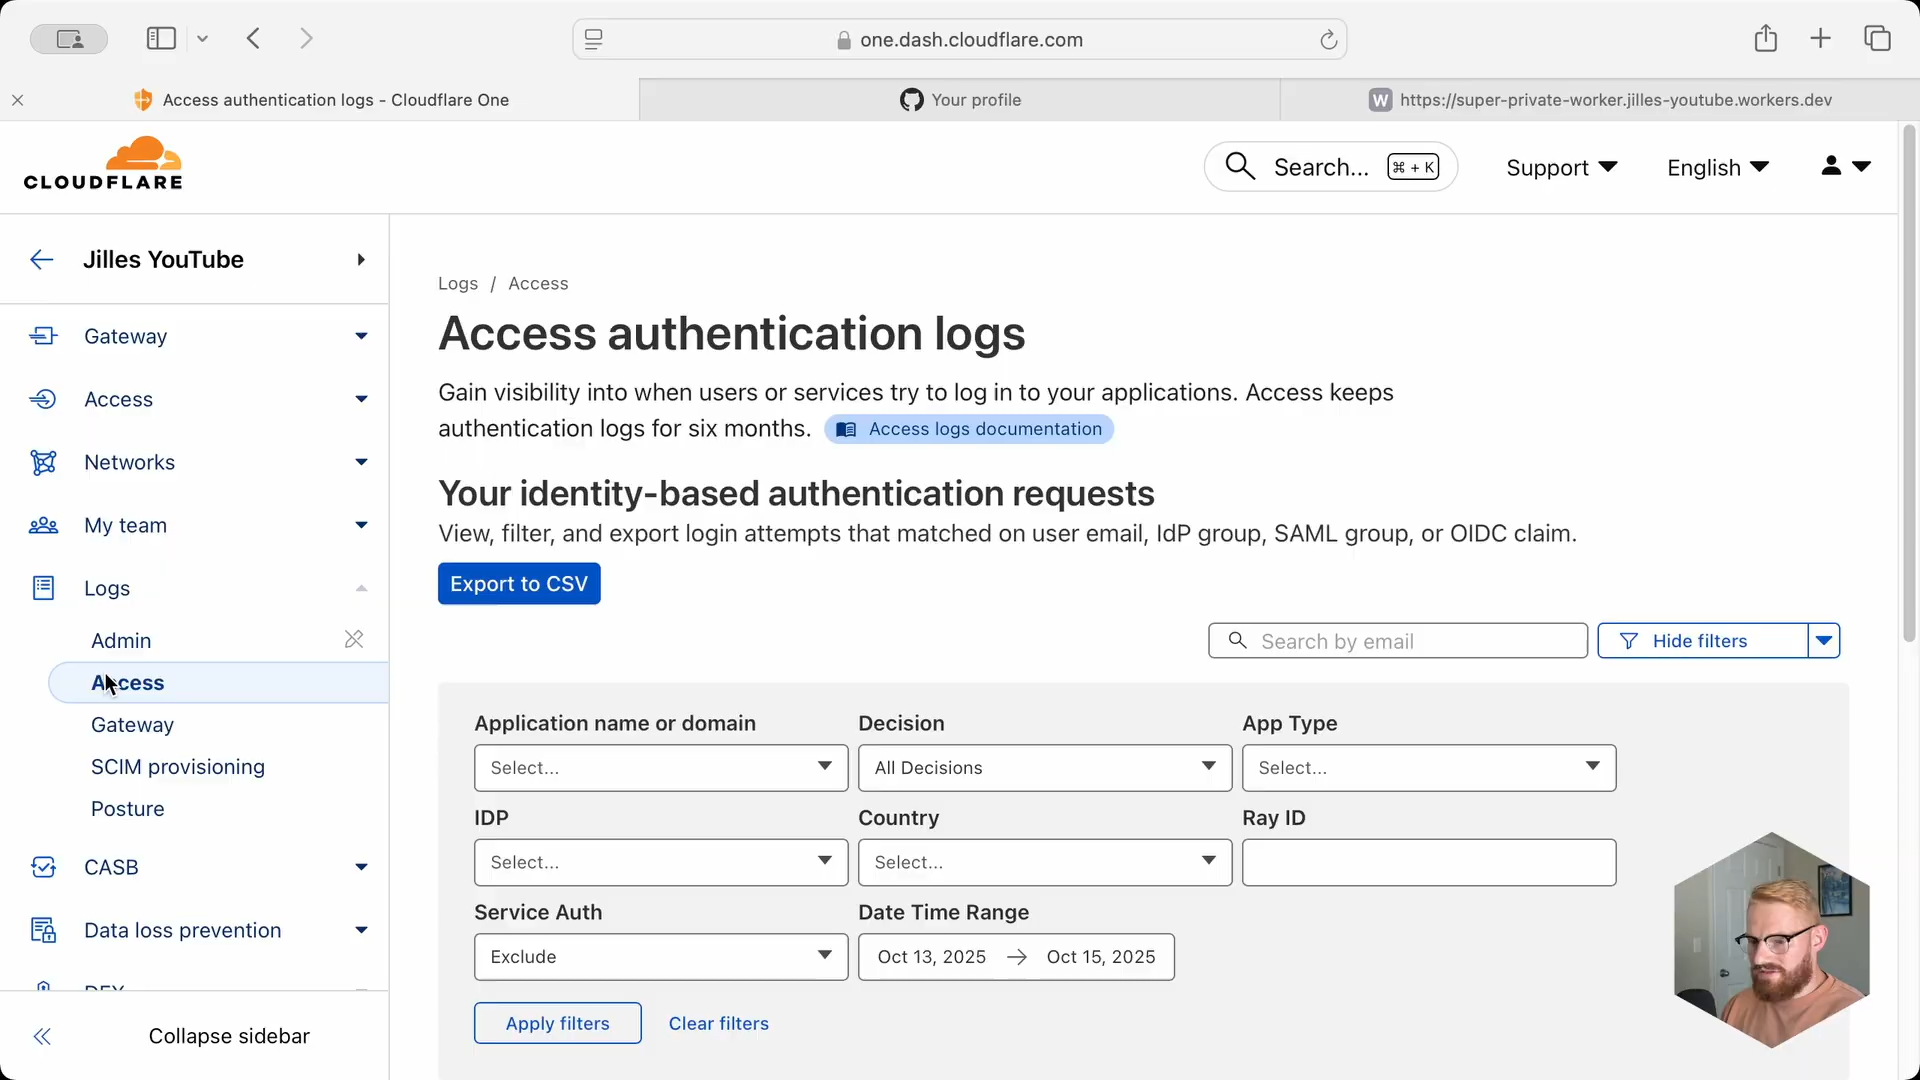 one.dash.cloudflare.com
Access authentication logs - Cloudflare One
Your profile
W
https://super-private-worker.jilles-youtube.workers.dev
CLOUDFLARE
Search...
⌘ + K
Support
English
Jilles YouTube
Gateway
Access
Networks
My team
Logs
Admin
Access
Gateway
SCIM provisioning
Posture
CASB
Data loss prevention
DEX
Collapse sidebar
Logs / Access
Access authentication logs
Gain visibility into when users or services try to log in to your applications. Access keeps
authentication logs for six months. Access logs documentation
Your identity-based authentication requests
View, filter, and export login attempts that matched on user email, IdP group, SAML group, or OIDC claim.
Export to CSV
Search by email
Hide filters
Application name or domain
Select...
Decision
All Decisions
App Type
Select...
IDP
Select...
Country
Select...
Ray ID
Service Auth
Exclude
Date Time Range
Oct 13, 2025 → Oct 15, 2025
Apply filters
Clear filters